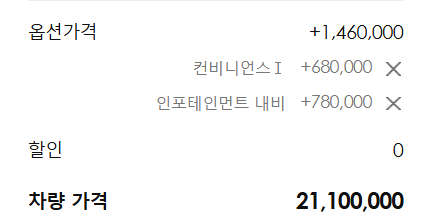 옵션가격 +1,460,000
컨비니언스 I +680,000 ×
인포테인먼트 내비 +780,000 ×
할인 0
차량 가격 21,100,000